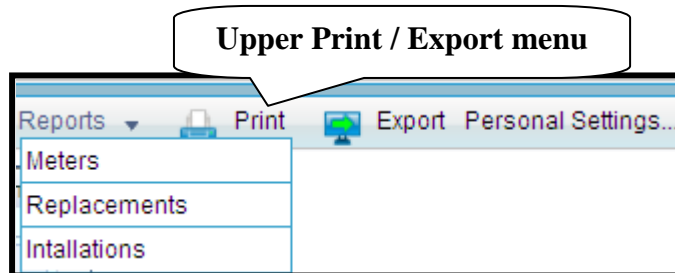 Upper Print / Export menu
Reports Print Export Personal Settings...
Meters
Replacements
Intallations